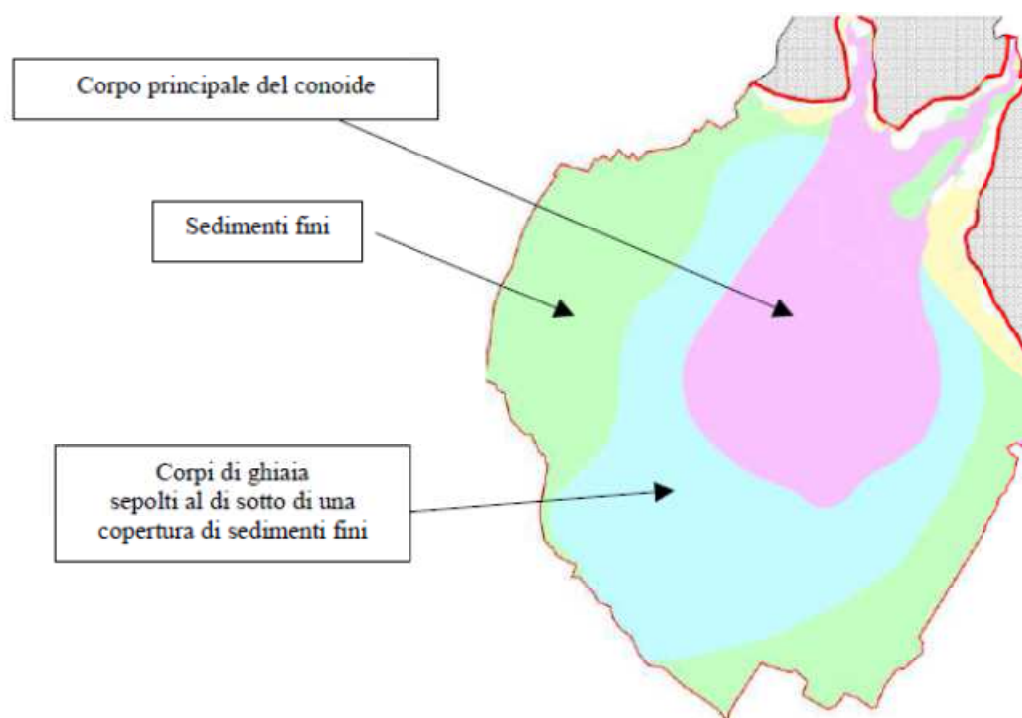 Corpo principale del conoide
Sedimenti fini
Corpi di ghiaia
sepolti al di sotto di una
copertura di sedimenti fini